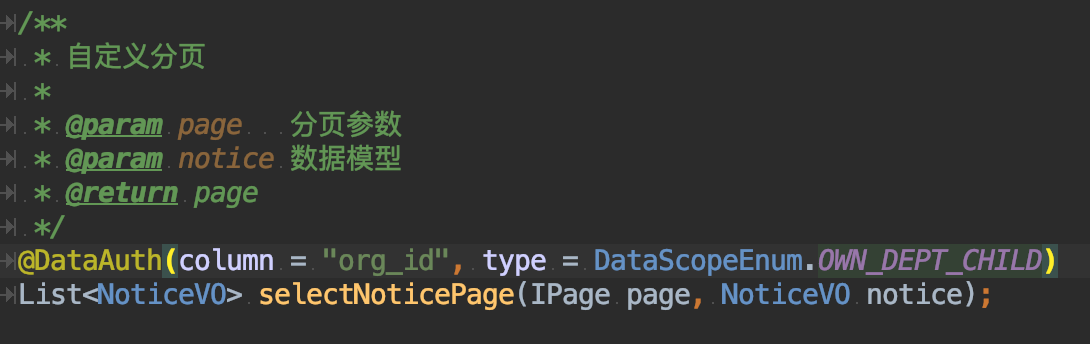 /**
* 自定义分页
*
* @param page 分页参数
* @param notice 数据模型
* @return page
*/
@DataAuth(column = "org_id", type = DataScopeEnum.OWN_DEPT_CHILD)
List<NoticeVO> selectNoticePage(IPage page, NoticeVO notice);